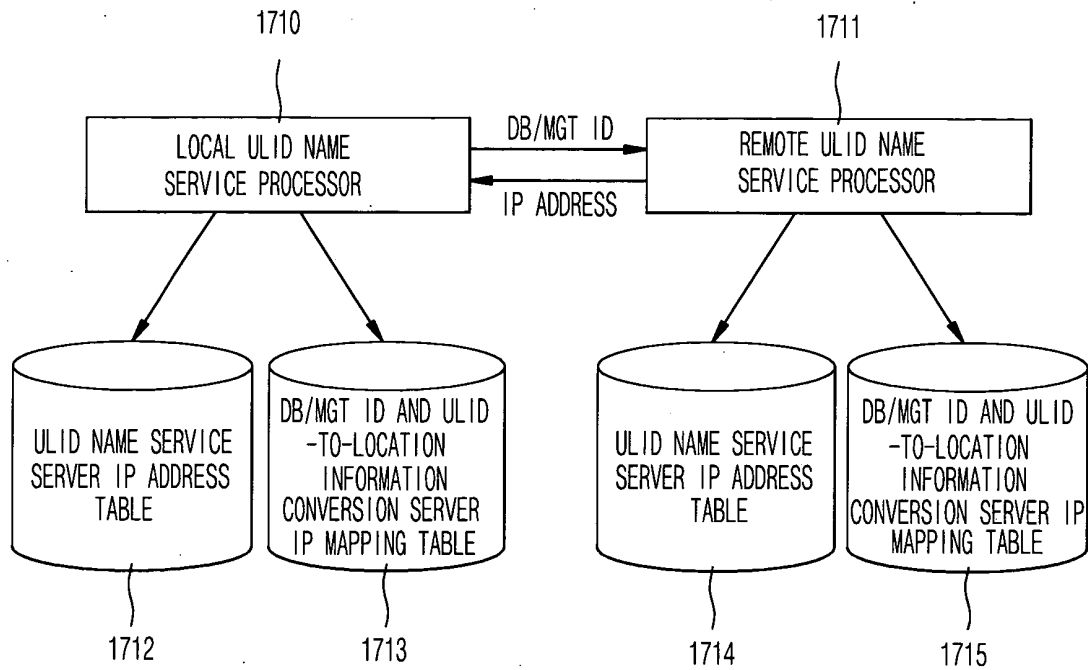 1710
1711
LOCAL ULID NAME
SERVICE PROCESSOR
DB/MGT ID
IP ADDRESS
REMOTE ULID NAME
SERVICE PROCESSOR
ULID NAME SERVICE
SERVER IP ADDRESS
TABLE
DB/MGT ID AND ULID
-TO-LOCATION
INFORMATION
CONVERSION SERVER
IP MAPPING TABLE
ULID NAME SERVICE
SERVER IP ADDRESS
TABLE
DB/MGT ID AND ULID
-TO-LOCATION
INFORMATION
CONVERSION SERVER IP
MAPPING TABLE
1712
1713
1714
1715